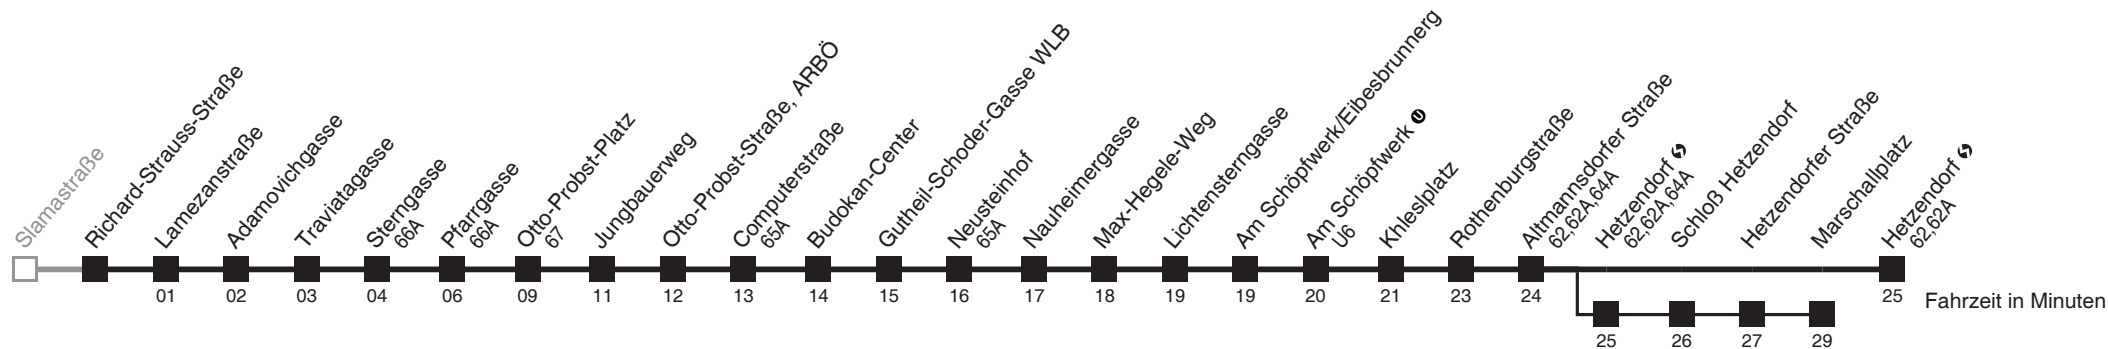 Slamastraße
Richard-Strauss-Straße
Lamezanstraße
Adamovichgasse
Traviatagasse
Sterngasse
66A
Pfarrgasse
66A
Otto-Probst-Platz
67
Jungbauerweg
Otto-Probst-Straße, ARBÖ
Computerstraße
65A
Budokan-Center
Gutheil-Schoder-Gasse WLB
Neusteinhof
65A
Nauheimergasse
Max-Hegele-Weg
Lichtensterngasse
Am Schöpfwerk/Eibesbrunnerg
Am Schöpfwerk U
U6
Khleslplatz
Rothenburgstraße
Altmannsdorfer Straße
62,62A,64A
Hetzendorf
62,62A,64A
Schloß Hetzendorf
Hetzendorfer Straße
Marschallplatz
Hetzendorf
62,62A
01 02 03 04 06 09 11 12 13 14 15 16 17 18 19 19 20 21 23 24 25
Fahrzeit in Minuten
25 26 27 29